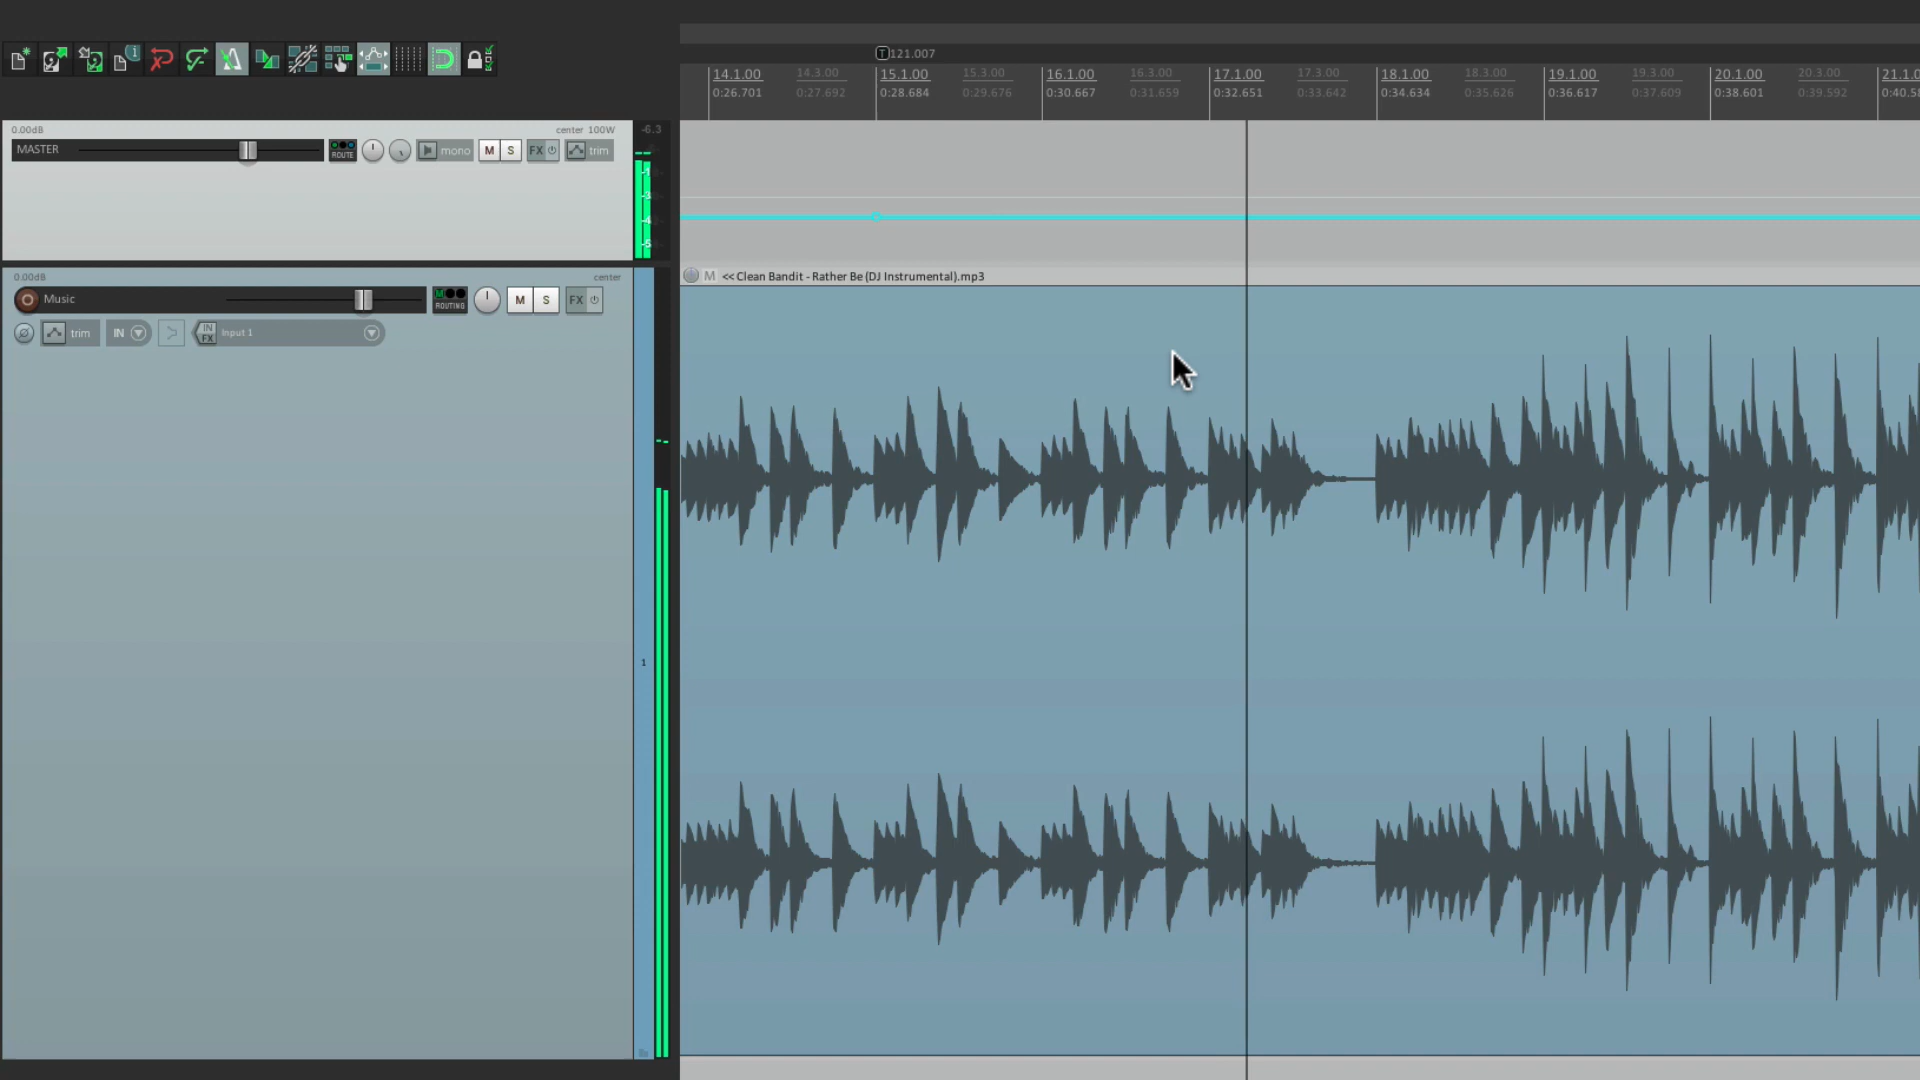 T 121.007
14.1.00 14.3.00 15.1.00 15.3.00 16.1.00 16.3.00 17.1.00 17.3.00 18.1.00 18.3.00 19.1.00 19.3.00 20.1.00 20.3.00
0:26.701 0:27.692 0:28.684 0:29.676 0:30.667 0:31.659 0:32.651 0:33.642 0:34.634 0:35.626 0:36.617 0:37.609 0:38.601 0:39.592
0.00dB center 100W -6.3
MASTER ROUTE mono M S FX trim
0.00dB center
M << Clean Bandit - Rather Be (DJ Instrumental).mp3
Music ROUTING M S FX
trim IN IN FX Input 1
1